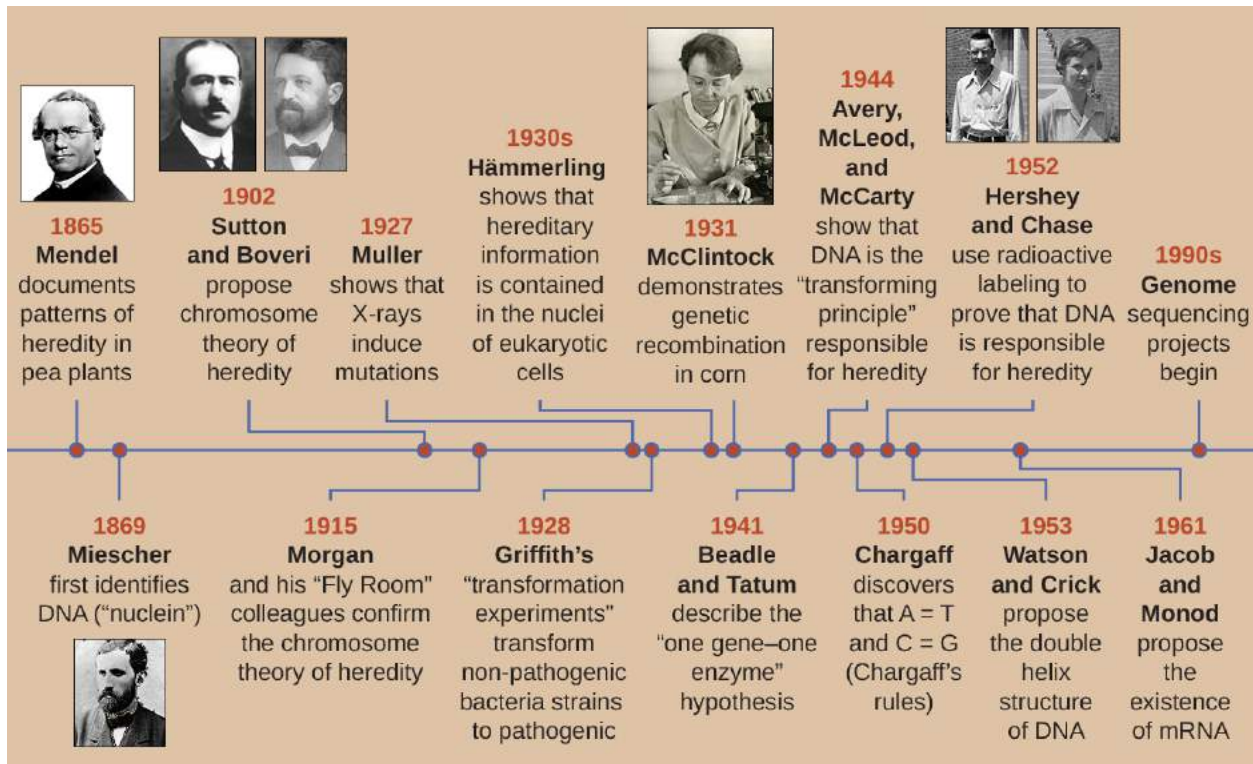 1865
Mendel
documents
patterns of
heredity in
pea plants
1902
Sutton
and Boveri
propose
chromosome
theory of
heredity
1927
Muller
shows that
X-rays
induce
mutations
1930s
Hämmerling
shows that
hereditary
information
is contained
in the nuclei
of eukaryotic
cells
1931
McClintock
demonstrates
genetic
recombination
in corn
1944
Avery,
McLeod,
and
McCarty
show that
DNA is the
“transforming
principle”
responsible
for heredity
1952
Hershey
and Chase
use radioactive
labeling to
prove that DNA
is responsible
for heredity
1990s
Genome
sequencing
projects
begin
1869
Miescher
first identifies
DNA (“nuclein”)
1915
Morgan
and his “Fly Room”
colleagues confirm
the chromosome
theory of heredity
1928
Griffith’s
“transformation
experiments”
transform
non-pathogenic
bacteria strains
to pathogenic
1941
Beadle
and Tatum
describe the
“one gene–one
enzyme”
hypothesis
1950
Chargaff
discovers
that A = T
and C = G
(Chargaff’s
rules)
1953
Watson
and Crick
propose
the double
helix
structure
of DNA
1961
Jacob
and
Monod
propose
the
existence
of mRNA